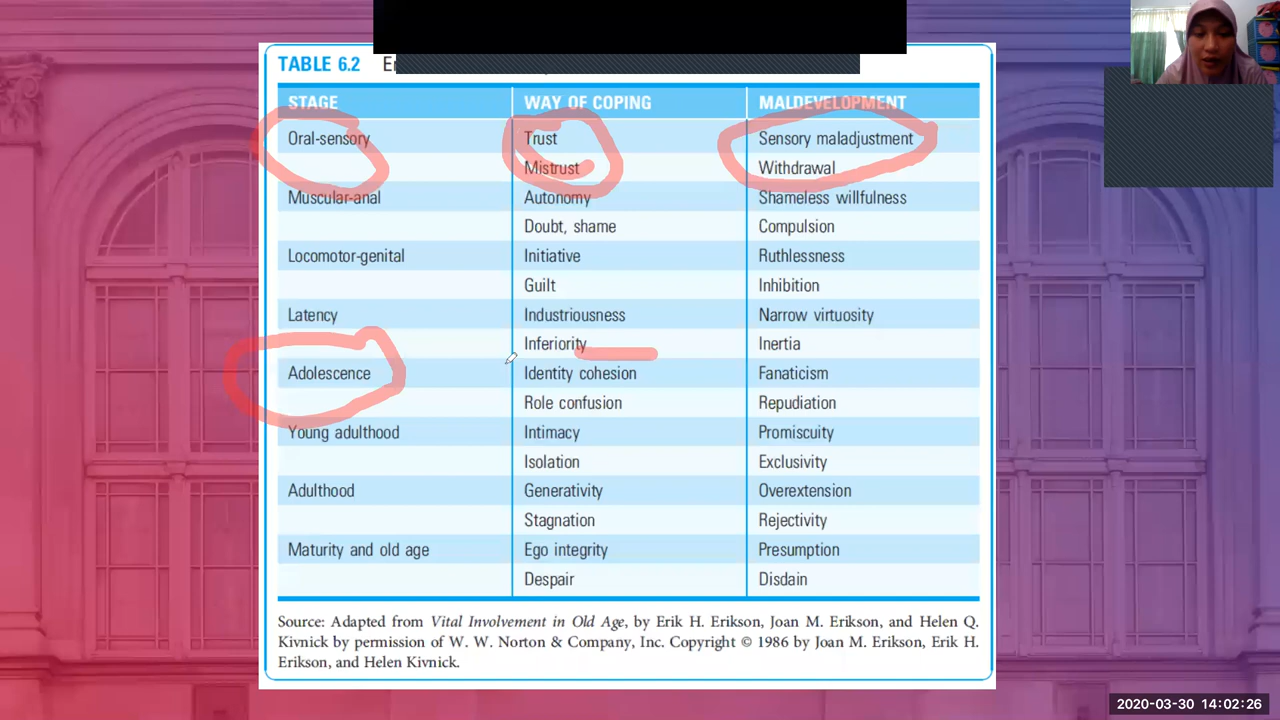 TABLE 6.2
STAGE WAY OF COPING MALDEVELOPMENT
Oral-sensory Trust Sensory maladjustment
Mistrust Withdrawal
Muscular-anal Autonomy Shameless willfulness
Doubt, shame Compulsion
Locomotor-genital Initiative Ruthlessness
Guilt Inhibition
Latency Industriousness Narrow virtuosity
Inferiority Inertia
Adolescence Identity cohesion Fanaticism
Role confusion Repudiation
Young adulthood Intimacy Promiscuity
Isolation Exclusivity
Adulthood Generativity Overextension
Stagnation Rejectivity
Maturity and old age Ego integrity Presumption
Despair Disdain
Source: Adapted from Vital Involvement in Old Age, by Erik H. Erikson, Joan M. Erikson, and Helen Q.
Kivnick by permission of W. W. Norton & Company, Inc. Copyright © 1986 by Joan M. Erikson, Erik H.
Erikson, and Helen Kivnick.
2020-03-30 14:02:26